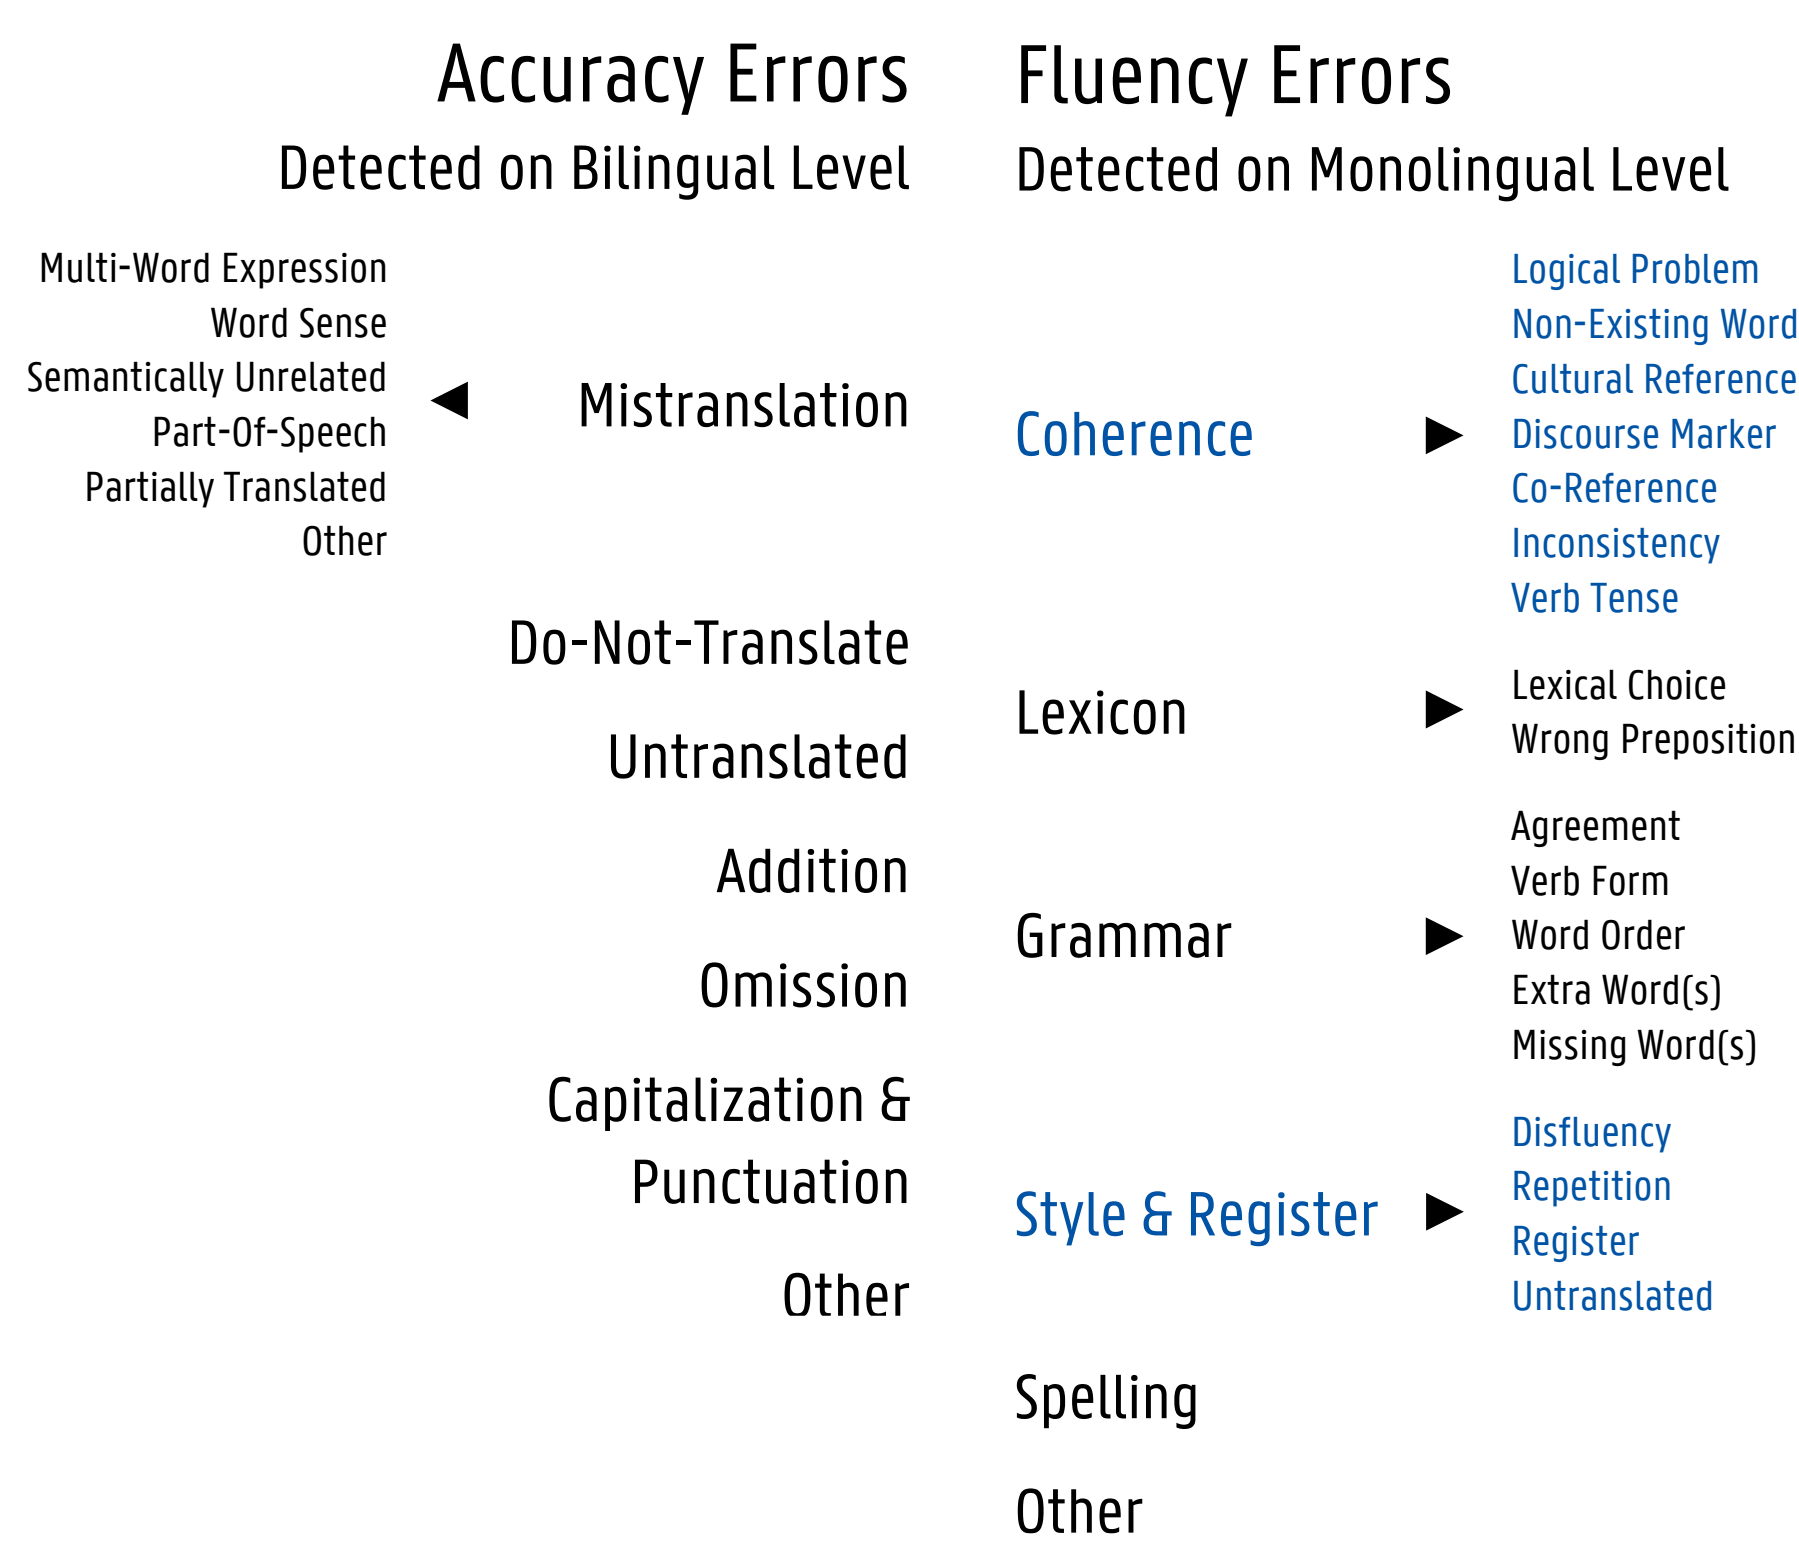 Accuracy Errors
Detected on Bilingual Level
Multi-Word Expression
Word Sense
Semantically Unrelated
Part-Of-Speech
Partially Translated
Other
Mistranslation
Do-Not-Translate
Untranslated
Addition
Omission
Capitalization &
Punctuation
Other
Fluency Errors
Detected on Monolingual Level
Coherence
Logical Problem
Non-Existing Word
Cultural Reference
Discourse Marker
Co-Reference
Inconsistency
Verb Tense
Lexicon
Lexical Choice
Wrong Preposition
Grammar
Agreement
Verb Form
Word Order
Extra Word(s)
Missing Word(s)
Style & Register
Disfluency
Repetition
Register
Untranslated
Spelling
Other